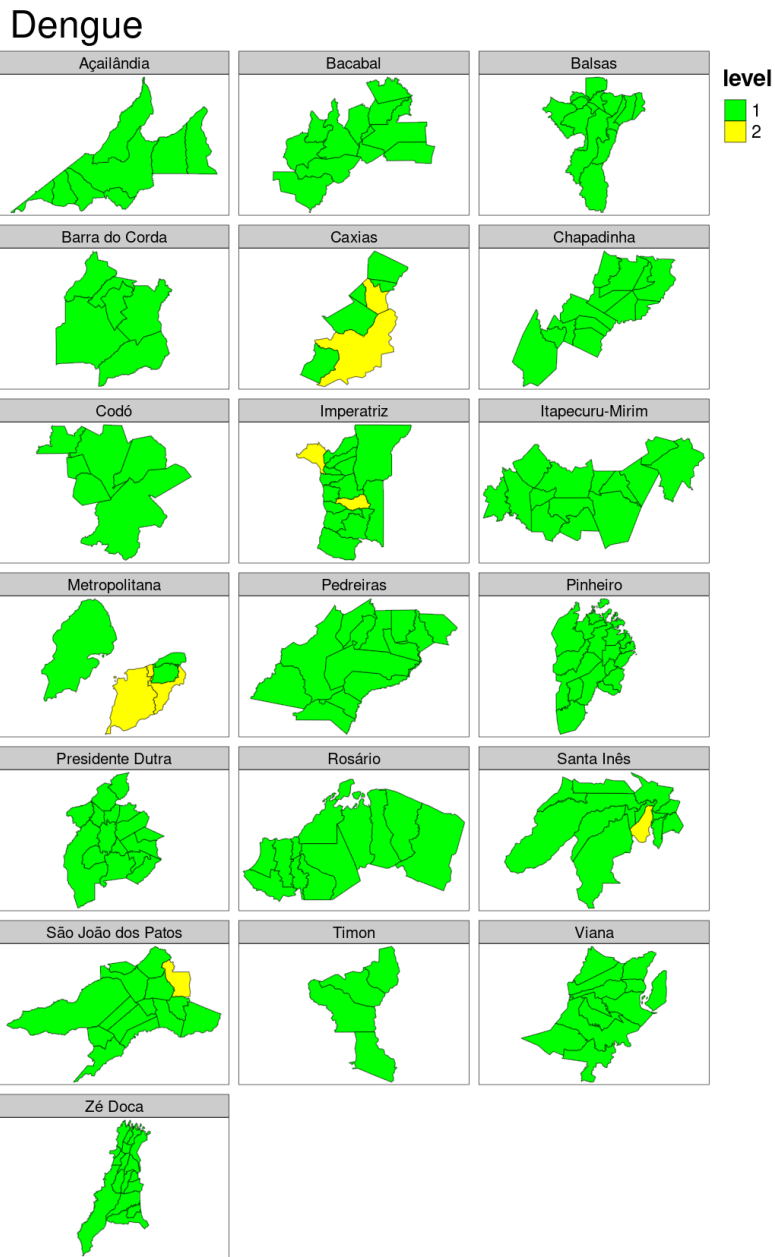 Dengue
Açailândia
Bacabal
Balsas
level
1
2
Barra do Corda
Caxias
Chapadinha
Codó
Imperatriz
Itapecuru-Mirim
Metropolitana
Pedreiras
Pinheiro
Presidente Dutra
Rosário
Santa Inês
São João dos Patos
Timon
Viana
Zé Doca